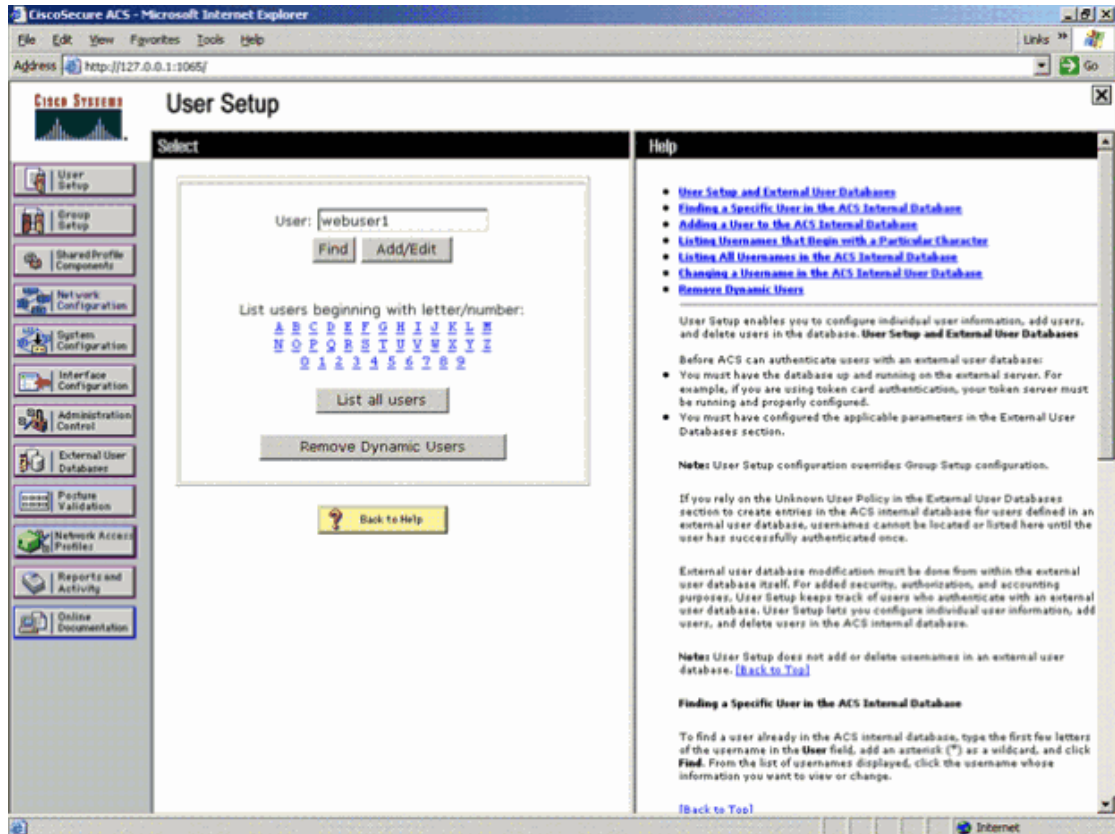 CiscoSecure ACS - Microsoft Internet Explorer
File Edit View Favorites Tools Help
Links »
Address http://127.0.0.1:1065/
Go
CISCO SYSTEMS
User Setup
User Setup
Group Setup
Shared Profile Components
Network Configuration
System Configuration
Interface Configuration
Administration Control
External User Databases
Posture Validation
Network Access Profiles
Reports and Activity
Online Documentation
Select
User: webuser1
Find Add/Edit
List users beginning with letter/number:
A B C D E F G H I J K L M
N O P Q R S T U V W X Y Z
0 1 2 3 4 5 6 7 8 9
List all users
Remove Dynamic Users
? Back to Help
Help
• User Setup and External User Databases
• Finding a Specific User in the ACS Internal Database
• Adding a User to the ACS Internal Database
• Listing Usernames that Begin with a Particular Character
• Listing All Usernames in the ACS Internal Database
• Changing a Username in the ACS Internal User Database
• Remove Dynamic Users
User Setup enables you to configure individual user information, add users,
and delete users in the database. User Setup and External User Databases
Before ACS can authenticate users with an external user database:
• You must have the database up and running on the external server. For
example, if you are using token card authentication, your token server must
be running and properly configured.
• You must have configured the applicable parameters in the External User
Databases section.
Note: User Setup configuration overrides Group Setup configuration.
If you rely on the Unknown User Policy in the External User Databases
section to create entries in the ACS internal database for users defined in an
external user database, usernames cannot be located or listed here until the
user has successfully authenticated once.
External user database modification must be done from within the external
user database itself. For added security, authorization, and accounting
purposes, User Setup keeps track of users who authenticate with an external
user database. User Setup lets you configure individual user information, add
users, and delete users in the ACS internal database.
Note: User Setup does not add or delete usernames in an external user
database. [Back to Top]
Finding a Specific User in the ACS Internal Database
To find a user already in the ACS internal database, type the first few letters
of the username in the User field, add an asterisk (*) as a wildcard, and click
Find. From the list of usernames displayed, click the username whose
information you want to view or change.
[Back to Top]
Internet